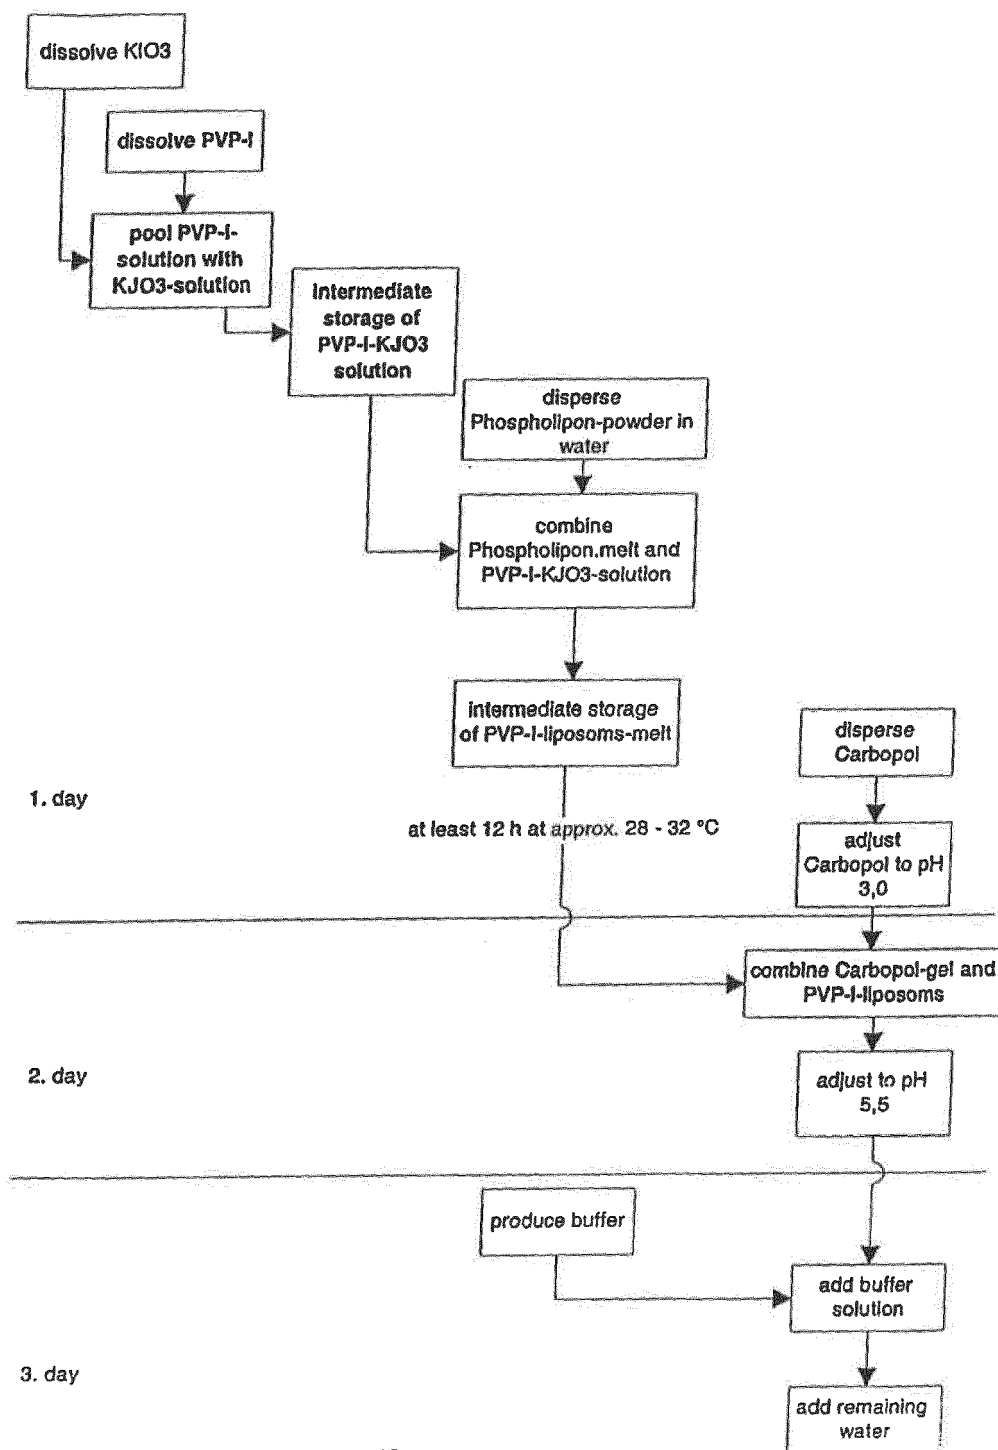 dissolve KIO3
dissolve PVP-I
pool PVP-I-
solution with
KJO3-solution
Intermediate
storage of
PVP-I-KJO3
solution
disperse
Phospholipon-powder in
water
combine
Phospholipon.melt and
PVP-I-KJO3-solution
intermediate storage
of PVP-I-liposoms-melt
disperse
Carbopol
1. day
at least 12 h at approx. 28 - 32 °C
adjust
Carbopol to pH
3,0
combine Carbopol-gel and
PVP-I-liposoms
2. day
adjust to pH
5,5
produce buffer
add buffer
solution
3. day
add remaining
water